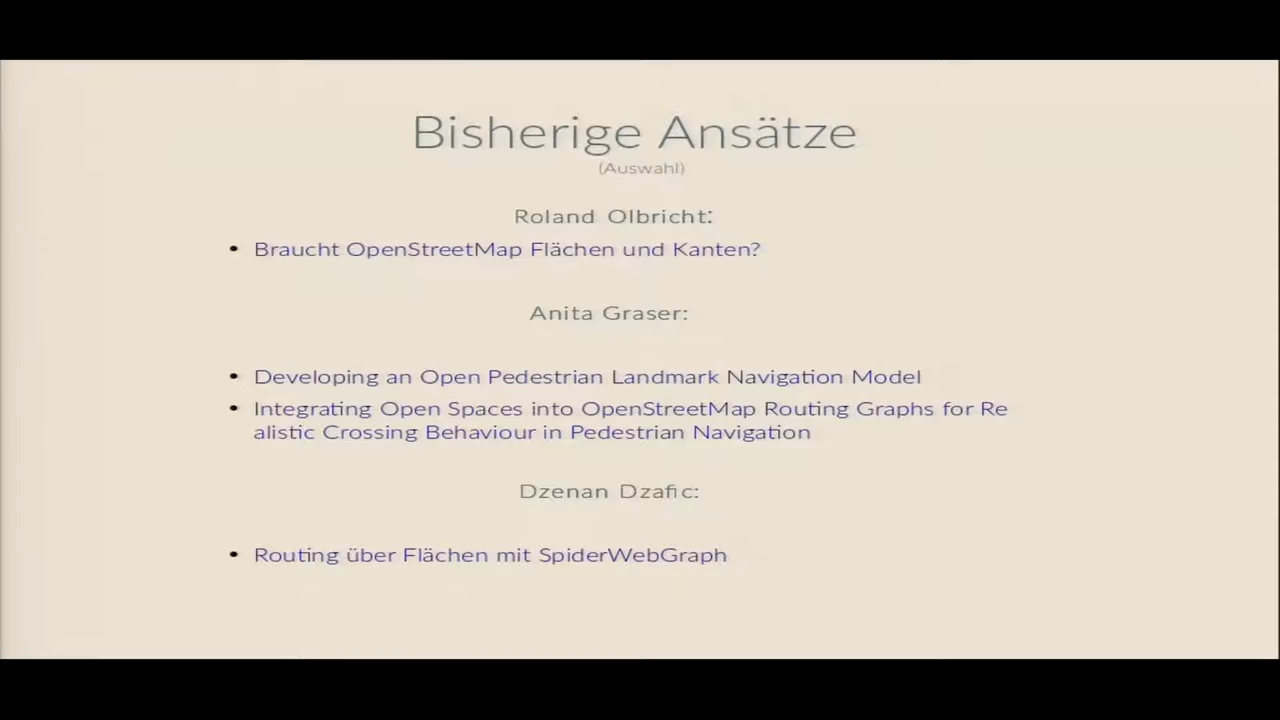 Bisherige Ansätze
(Auswahl)
Roland Olbricht:
• Braucht OpenStreetMap Flächen und Kanten?
Anita Graser:
• Developing an Open Pedestrian Landmark Navigation Model
• Integrating Open Spaces into OpenStreetMap Routing Graphs for Re
alistic Crossing Behaviour in Pedestrian Navigation
Dzenan Dzafic:
• Routing über Flächen mit SpiderWebGraph